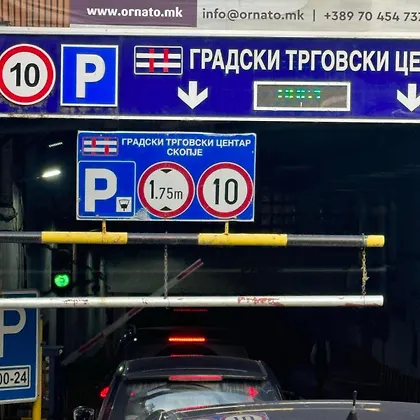 www.ornato.mk
info@ornato.mk | +389 70 454 73
10
P
ГРАДСКИ ТРГОВСКИ ЦЕ
ГРАДСКИ ТРГОВСКИ ЦЕНТАР
СКОПЈЕ
P
1.75m
10
P
00-24